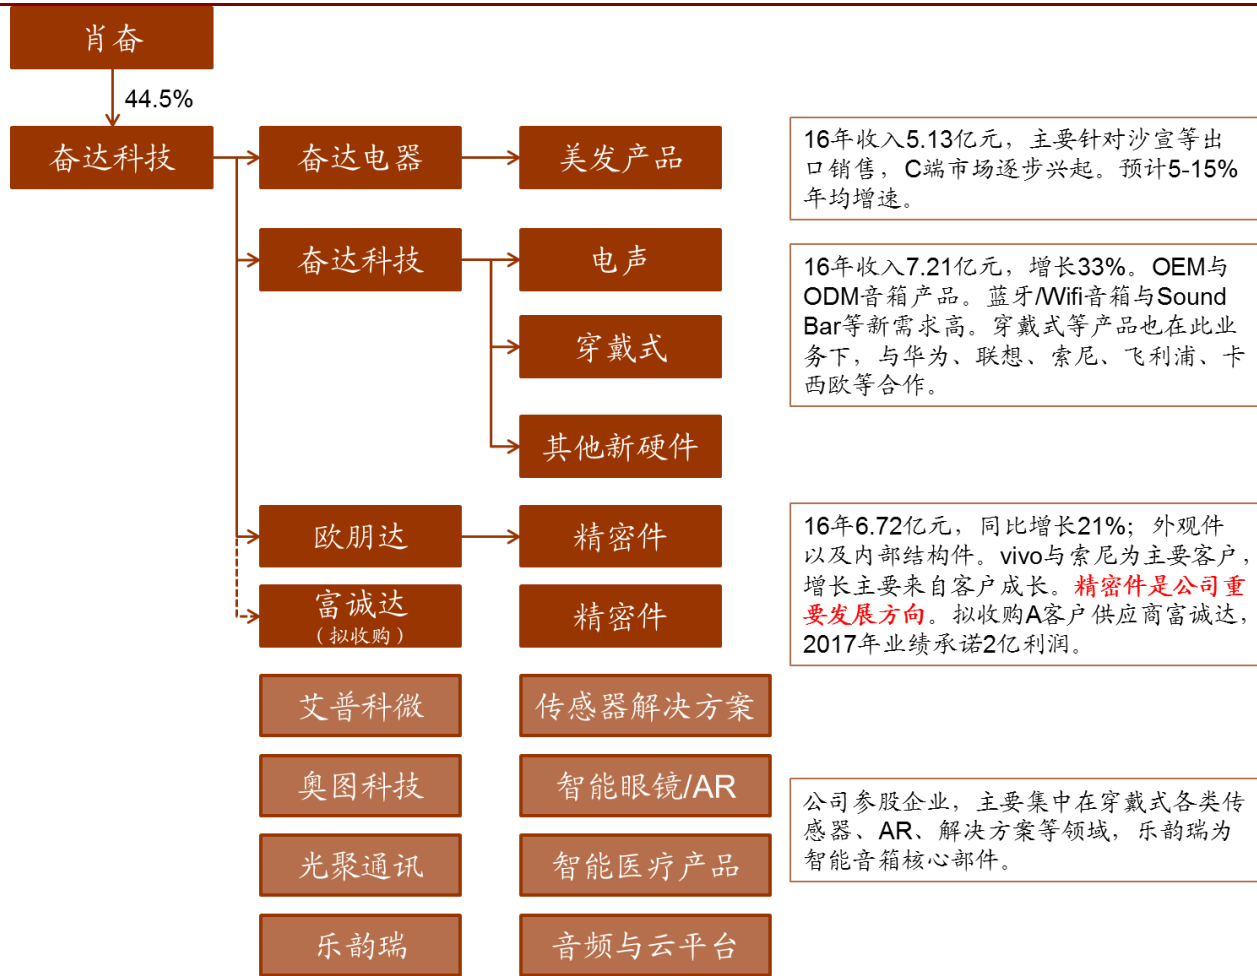 肖奋
44.5%
奋达科技
奋达电器
美发产品
16年收入5.13亿元，主要针对沙宣等出
口销售，C端市场逐步兴起。预计5-15%
年均增速。
奋达科技
电声
穿戴式
其他新硬件
16年收入7.21亿元，增长33%。OEM与
ODM音箱产品。蓝牙/Wifi音箱与Sound
Bar等新需求高。穿戴式等产品也在此业
务下，与华为、联想、索尼、飞利浦、卡
西欧等合作。
欧朋达
精密件
富诚达
（拟收购）
精密件
16年6.72亿元，同比增长21%；外观件
以及内部结构件。vivo与索尼为主要客户，
增长主要来自客户成长。精密件是公司重
要发展方向。拟收购A客户供应商富诚达，
2017年业绩承诺2亿利润。
艾普科微
传感器解决方案
奥图科技
智能眼镜/AR
光聚通讯
智能医疗产品
乐韵瑞
音频与云平台
公司参股企业，主要集中在穿戴式各类传
感器、AR、解决方案等领域，乐韵瑞为
智能音箱核心部件。